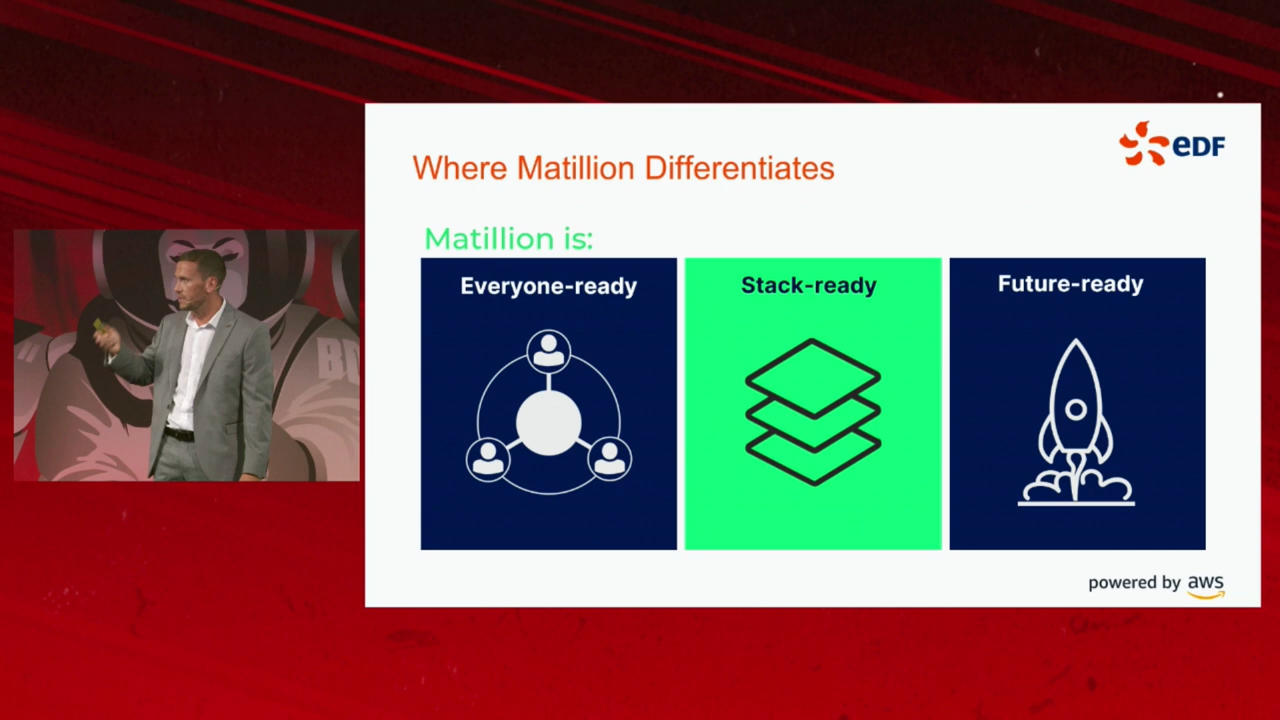 Where Matillion Differentiates
edf
Matillion is:
Everyone-ready
Stack-ready
Future-ready
powered by aws